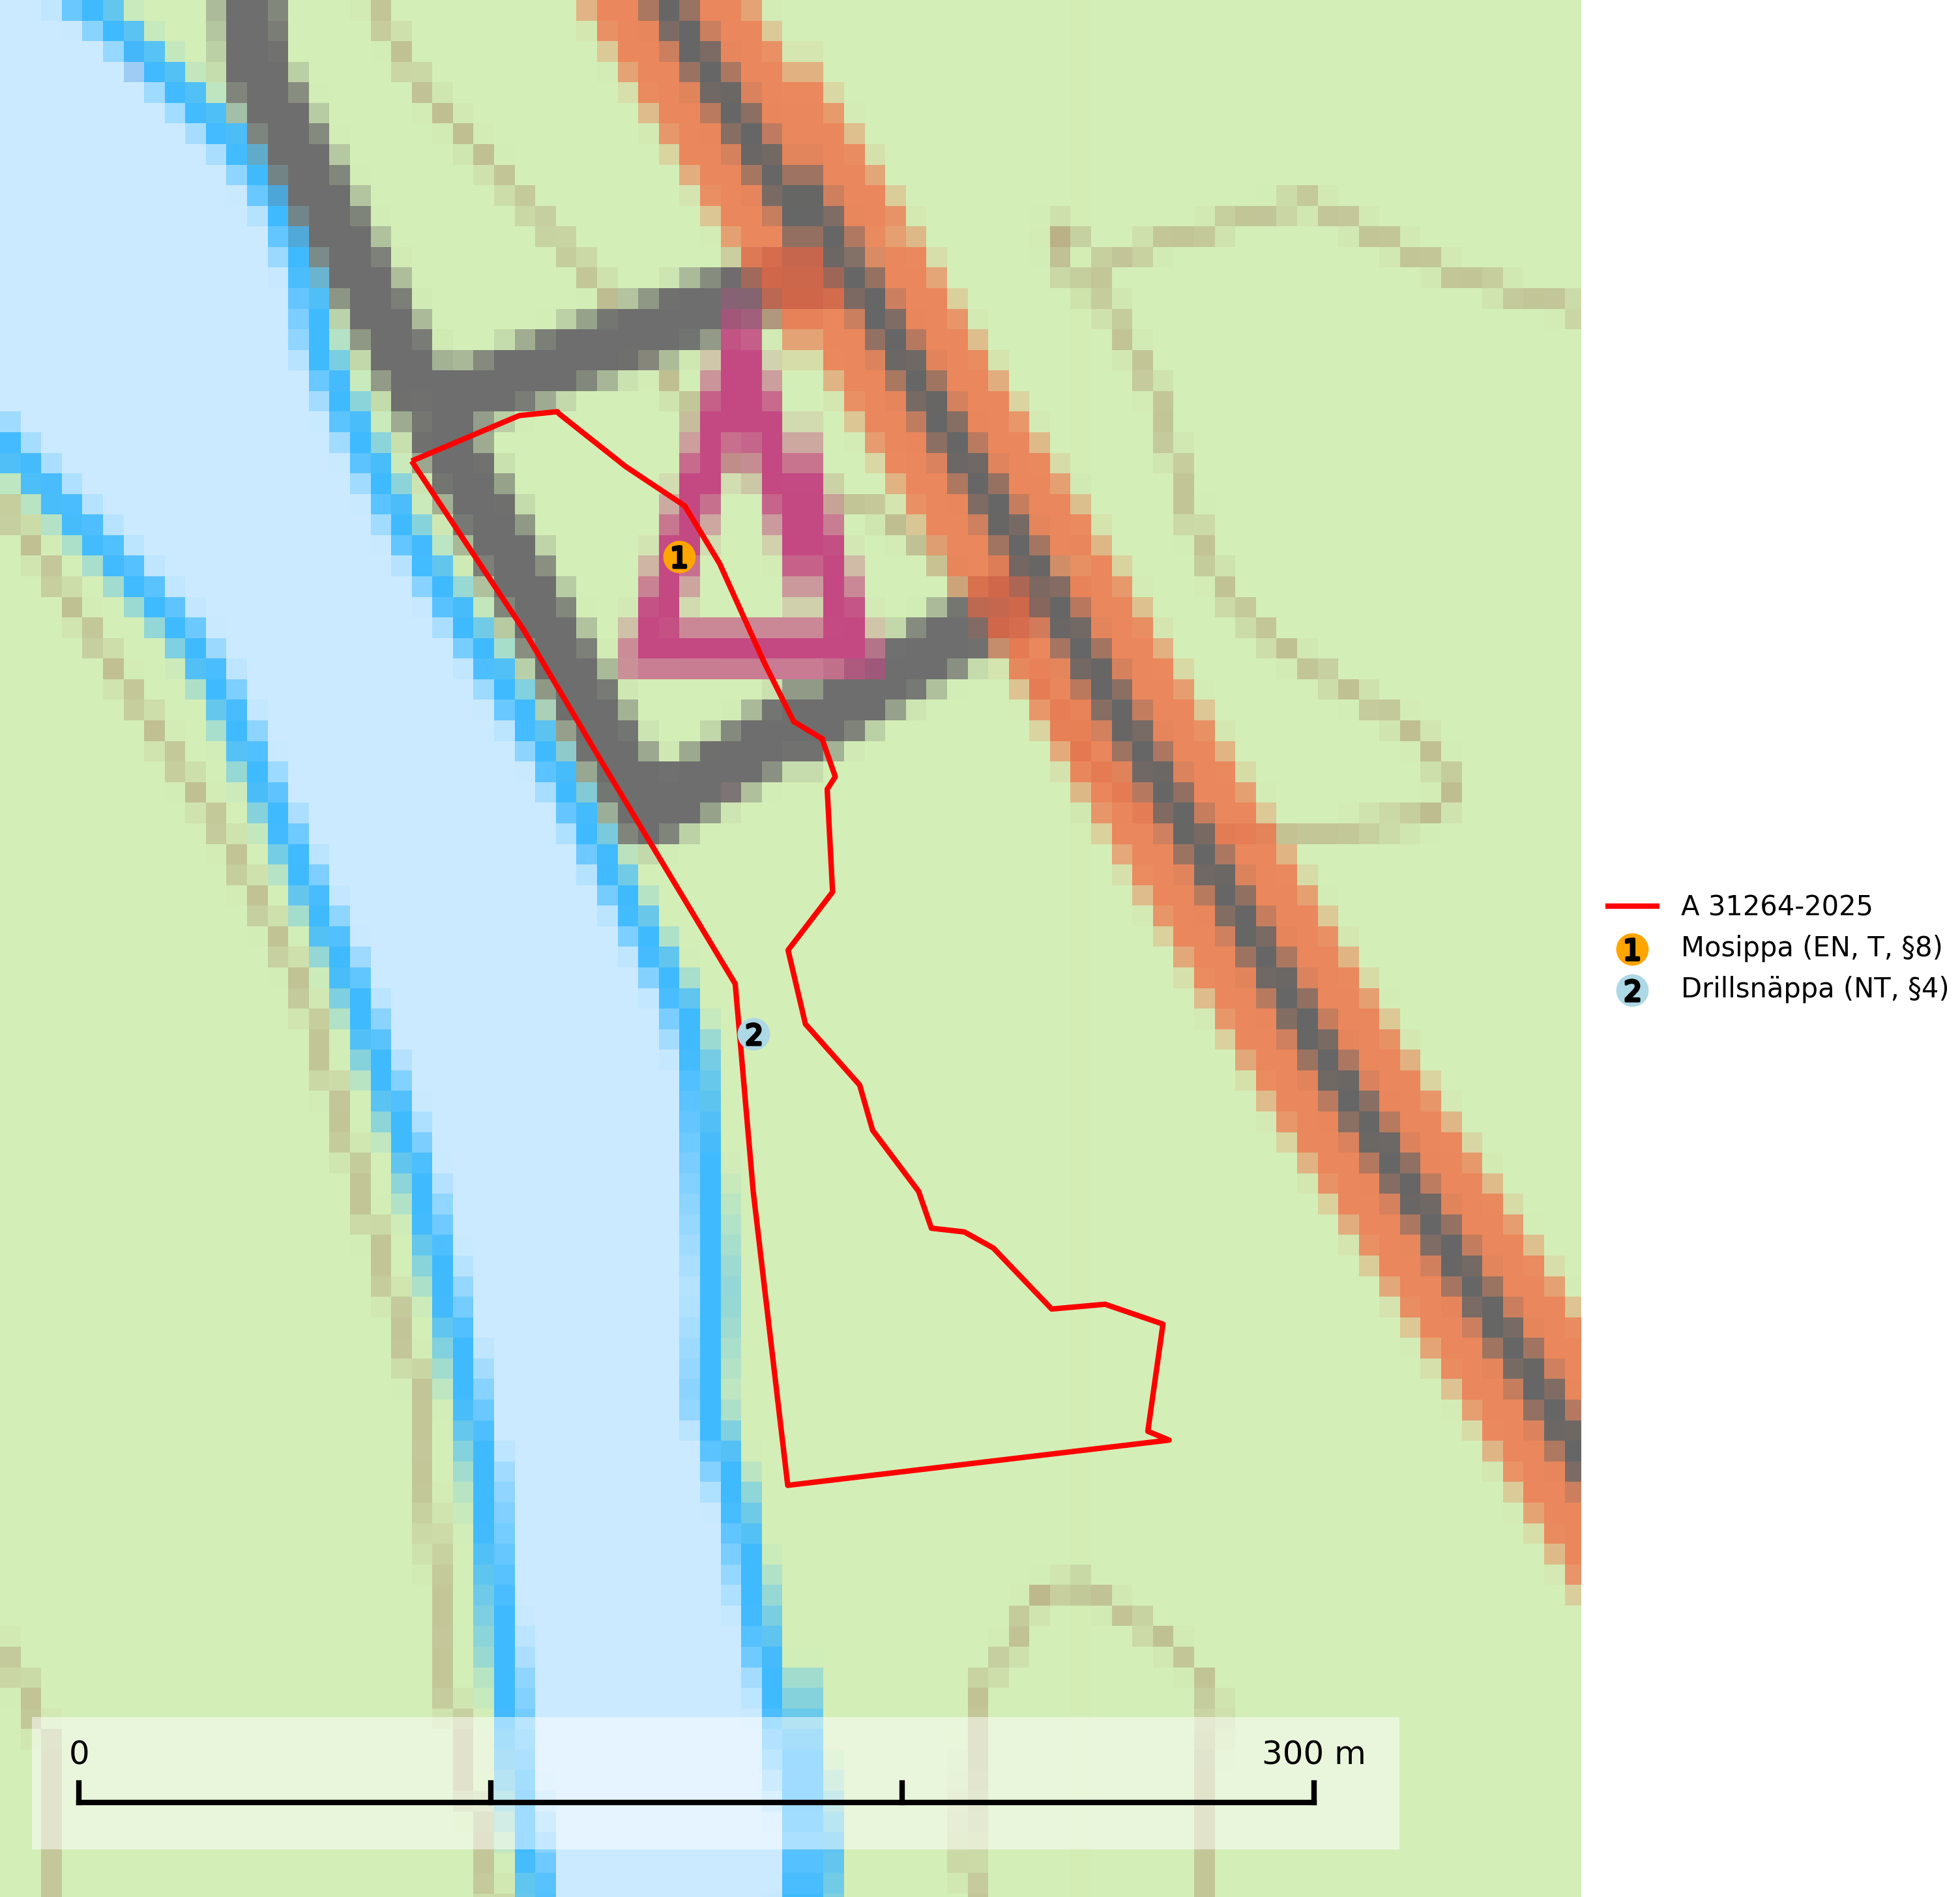 1
2
A 31264-2025
1 Mosippa (EN, T, §8)
2 Drillsnäppa (NT, §4)
0 300 m